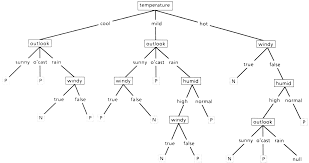 temperature
cool mild hot
outlook outlook windy
sunny o'cast rain sunny o'cast rain true false
P P windy windy P humid N humid
true false true false high normal high normal
N P N P windy P outlook P
true false sunny o'cast rain
N P N P null